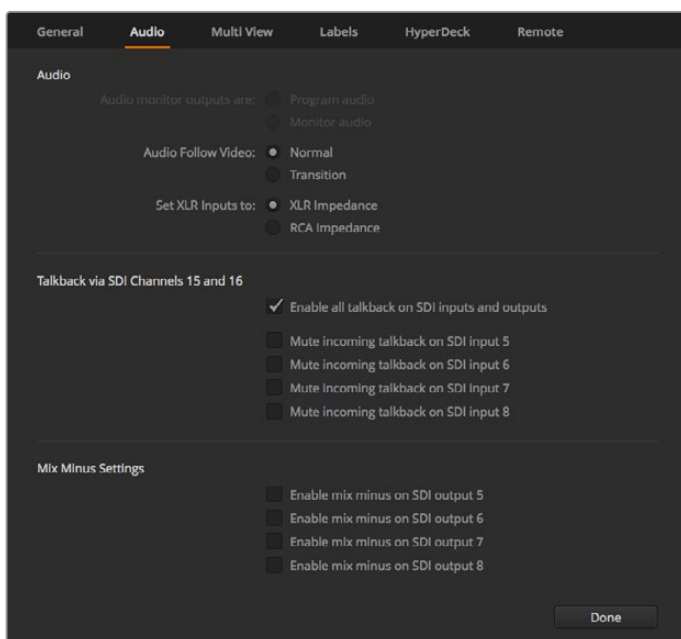 General Audio Multi View Labels HyperDeck Remote
Audio
Audio monitor outputs are: Program audio
Monitor audio
Audio Follow Video: Normal
Transition
Set XLR Inputs to: XLR Impedance
RCA Impedance
Talkback via SDI Channels 15 and 16
Enable all talkback on SDI inputs and outputs
Mute incoming talkback on SDI input 5
Mute incoming talkback on SDI input 6
Mute incoming talkback on SDI input 7
Mute incoming talkback on SDI input 8
Mix Minus Settings
Enable mix minus on SDI output 5
Enable mix minus on SDI output 6
Enable mix minus on SDI output 7
Enable mix minus on SDI output 8
Done